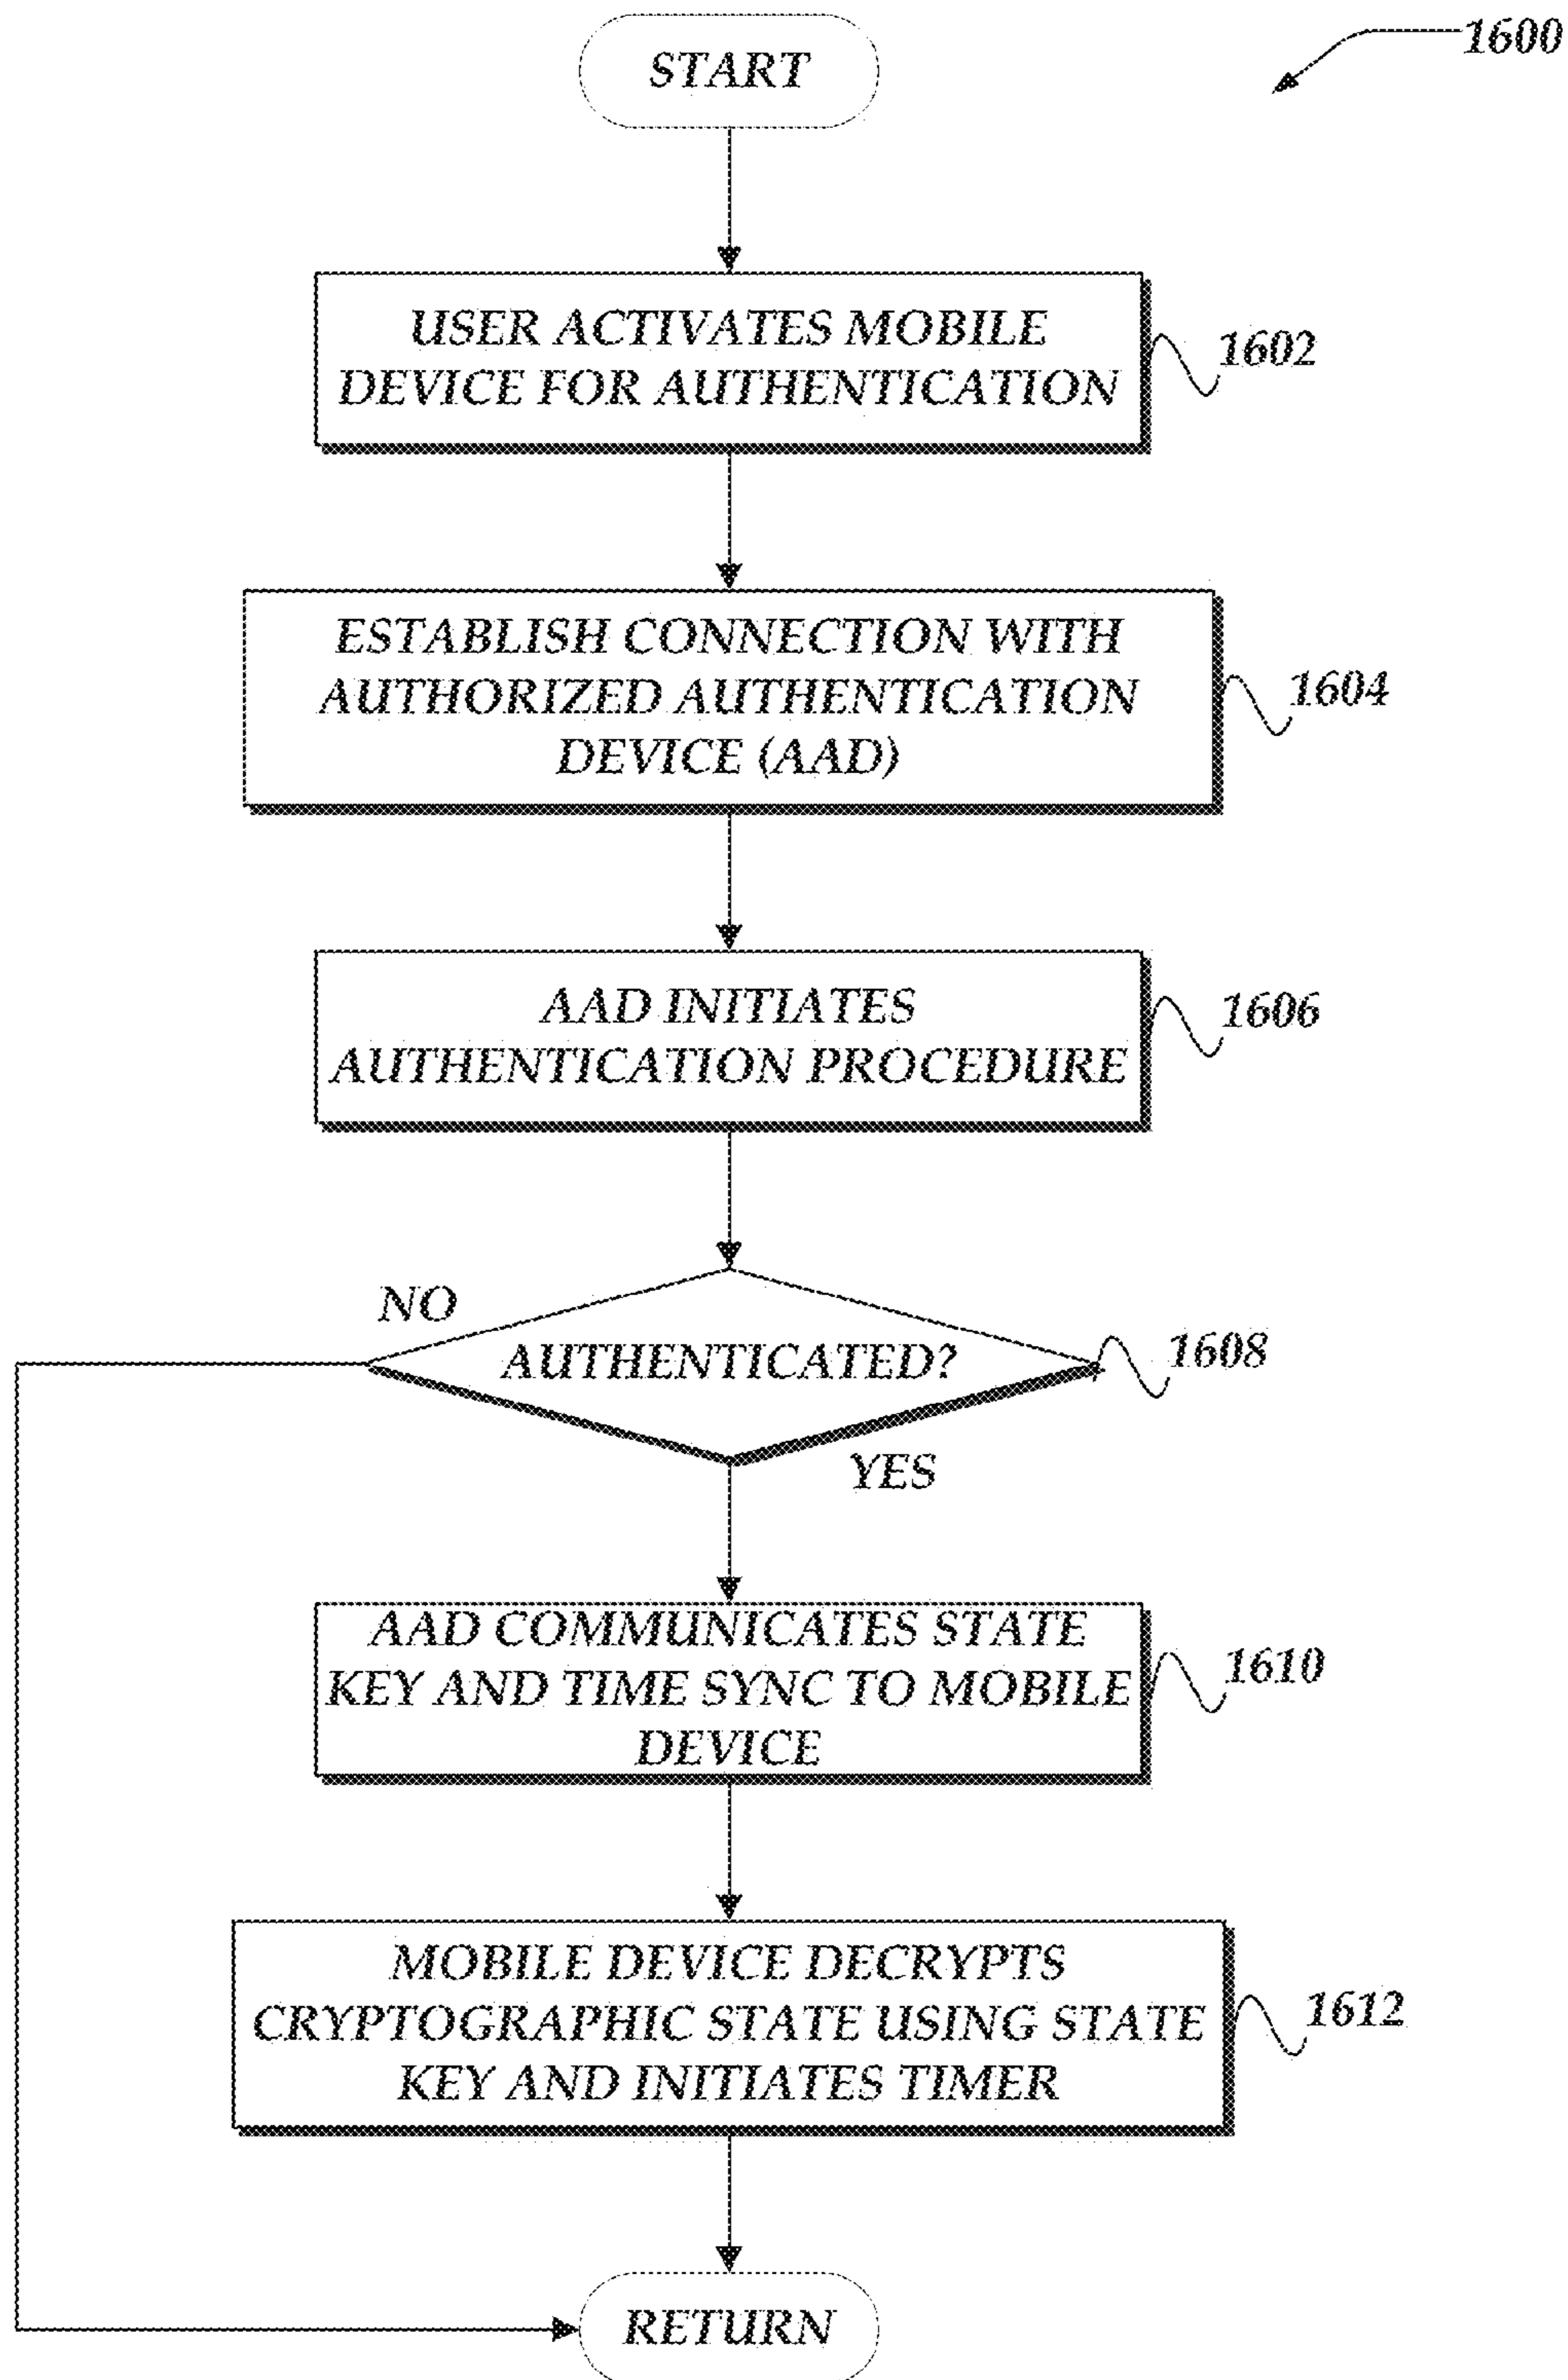 START
1600
USER ACTIVATES MOBILE
DEVICE FOR AUTHENTICATION
1602
ESTABLISH CONNECTION WITH
AUTHORIZED AUTHENTICATION
DEVICE (AAD)
1604
AAD INITIATES
AUTHENTICATION PROCEDURE
1606
NO
AUTHENTICATED?
1608
YES
AAD COMMUNICATES STATE
KEY AND TIME SYNC TO MOBILE
DEVICE
1610
MOBILE DEVICE DECRYPTS
CRYPTOGRAPHIC STATE USING STATE
KEY AND INITIATES TIMER
1612
RETURN